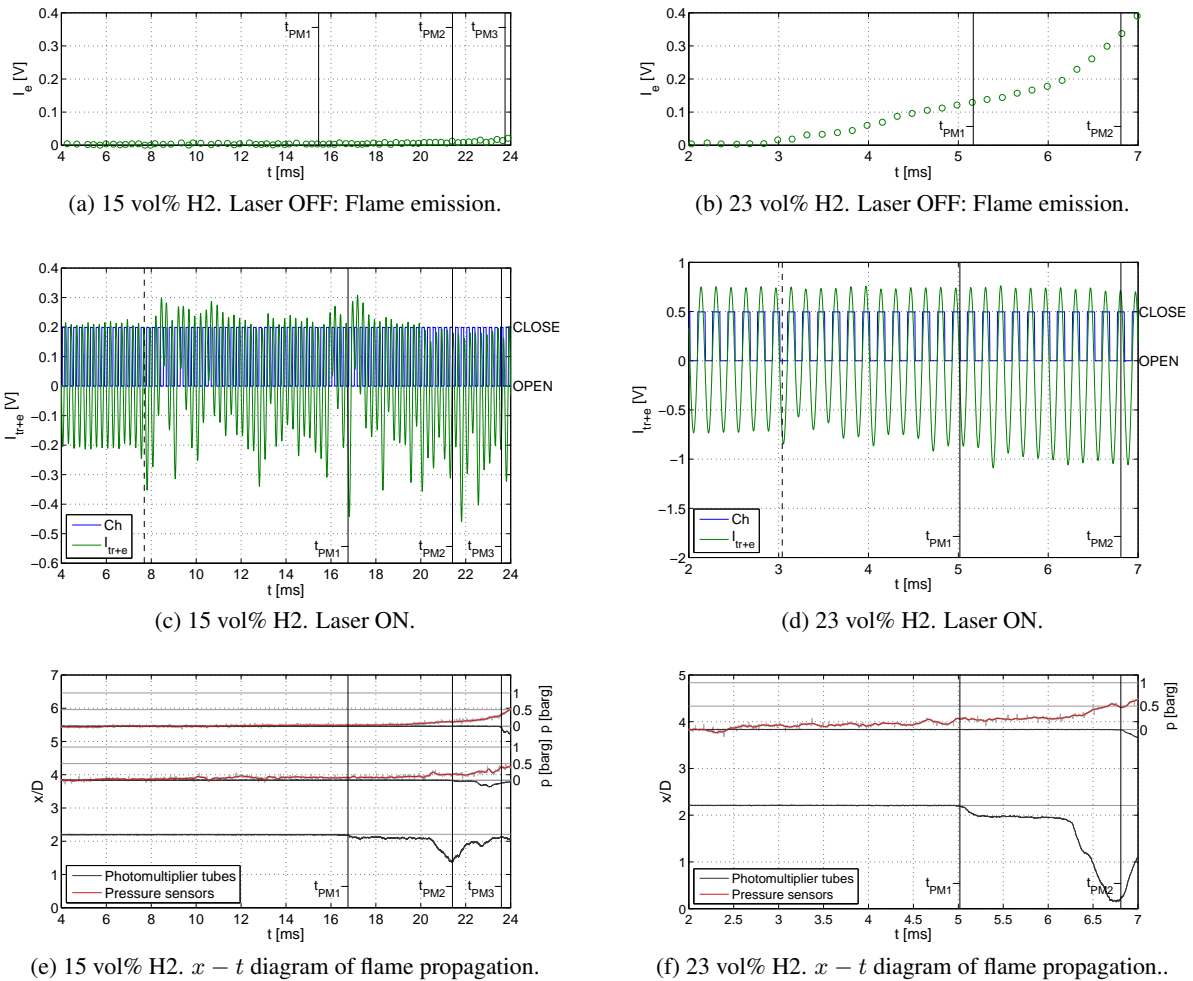 t_PM1 t_PM2 t_PM3
0.4
0.3
0.2
0.1
0
I_e [V]
4 6 8 10 12 14 16 18 20 22 24
t [ms]
(a) 15 vol% H2. Laser OFF: Flame emission.
0.4
0.3
0.2
0.1
0
I_e [V]
t_PM1 t_PM2
2 3 4 5 6 7
t [ms]
(b) 23 vol% H2. Laser OFF: Flame emission.
0.4
0.3
0.2
0.1
0
−0.1
−0.2
−0.3
−0.4
−0.5
−0.6
I_tr+e [V]
CLOSE
OPEN
Ch
I_tr+e
t_PM1 t_PM2 t_PM3
4 6 8 10 12 14 16 18 20 22 24
t [ms]
(c) 15 vol% H2. Laser ON.
1
0.5
0
−0.5
−1
−1.5
−2
I_tr+e [V]
CLOSE
OPEN
Ch
I_tr+e
t_PM1 t_PM2
2 3 4 5 6 7
t [ms]
(d) 23 vol% H2. Laser ON.
7
6
5
4
3
2
1
0
x/D
1
0.5
0
p [barg]
1
0.5
0
p [barg]
Photomultiplier tubes
Pressure sensors
t_PM1 t_PM2 t_PM3
4 6 8 10 12 14 16 18 20 22 24
t [ms]
(e) 15 vol% H2. x − t diagram of flame propagation.
5
4
3
2
1
0
x/D
1
0.5
0
p [barg]
Photomultiplier tubes
Pressure sensors
t_PM1 t_PM2
2 2.5 3 3.5 4 4.5 5 5.5 6 6.5 7
t [ms]
(f) 23 vol% H2. x − t diagram of flame propagation..